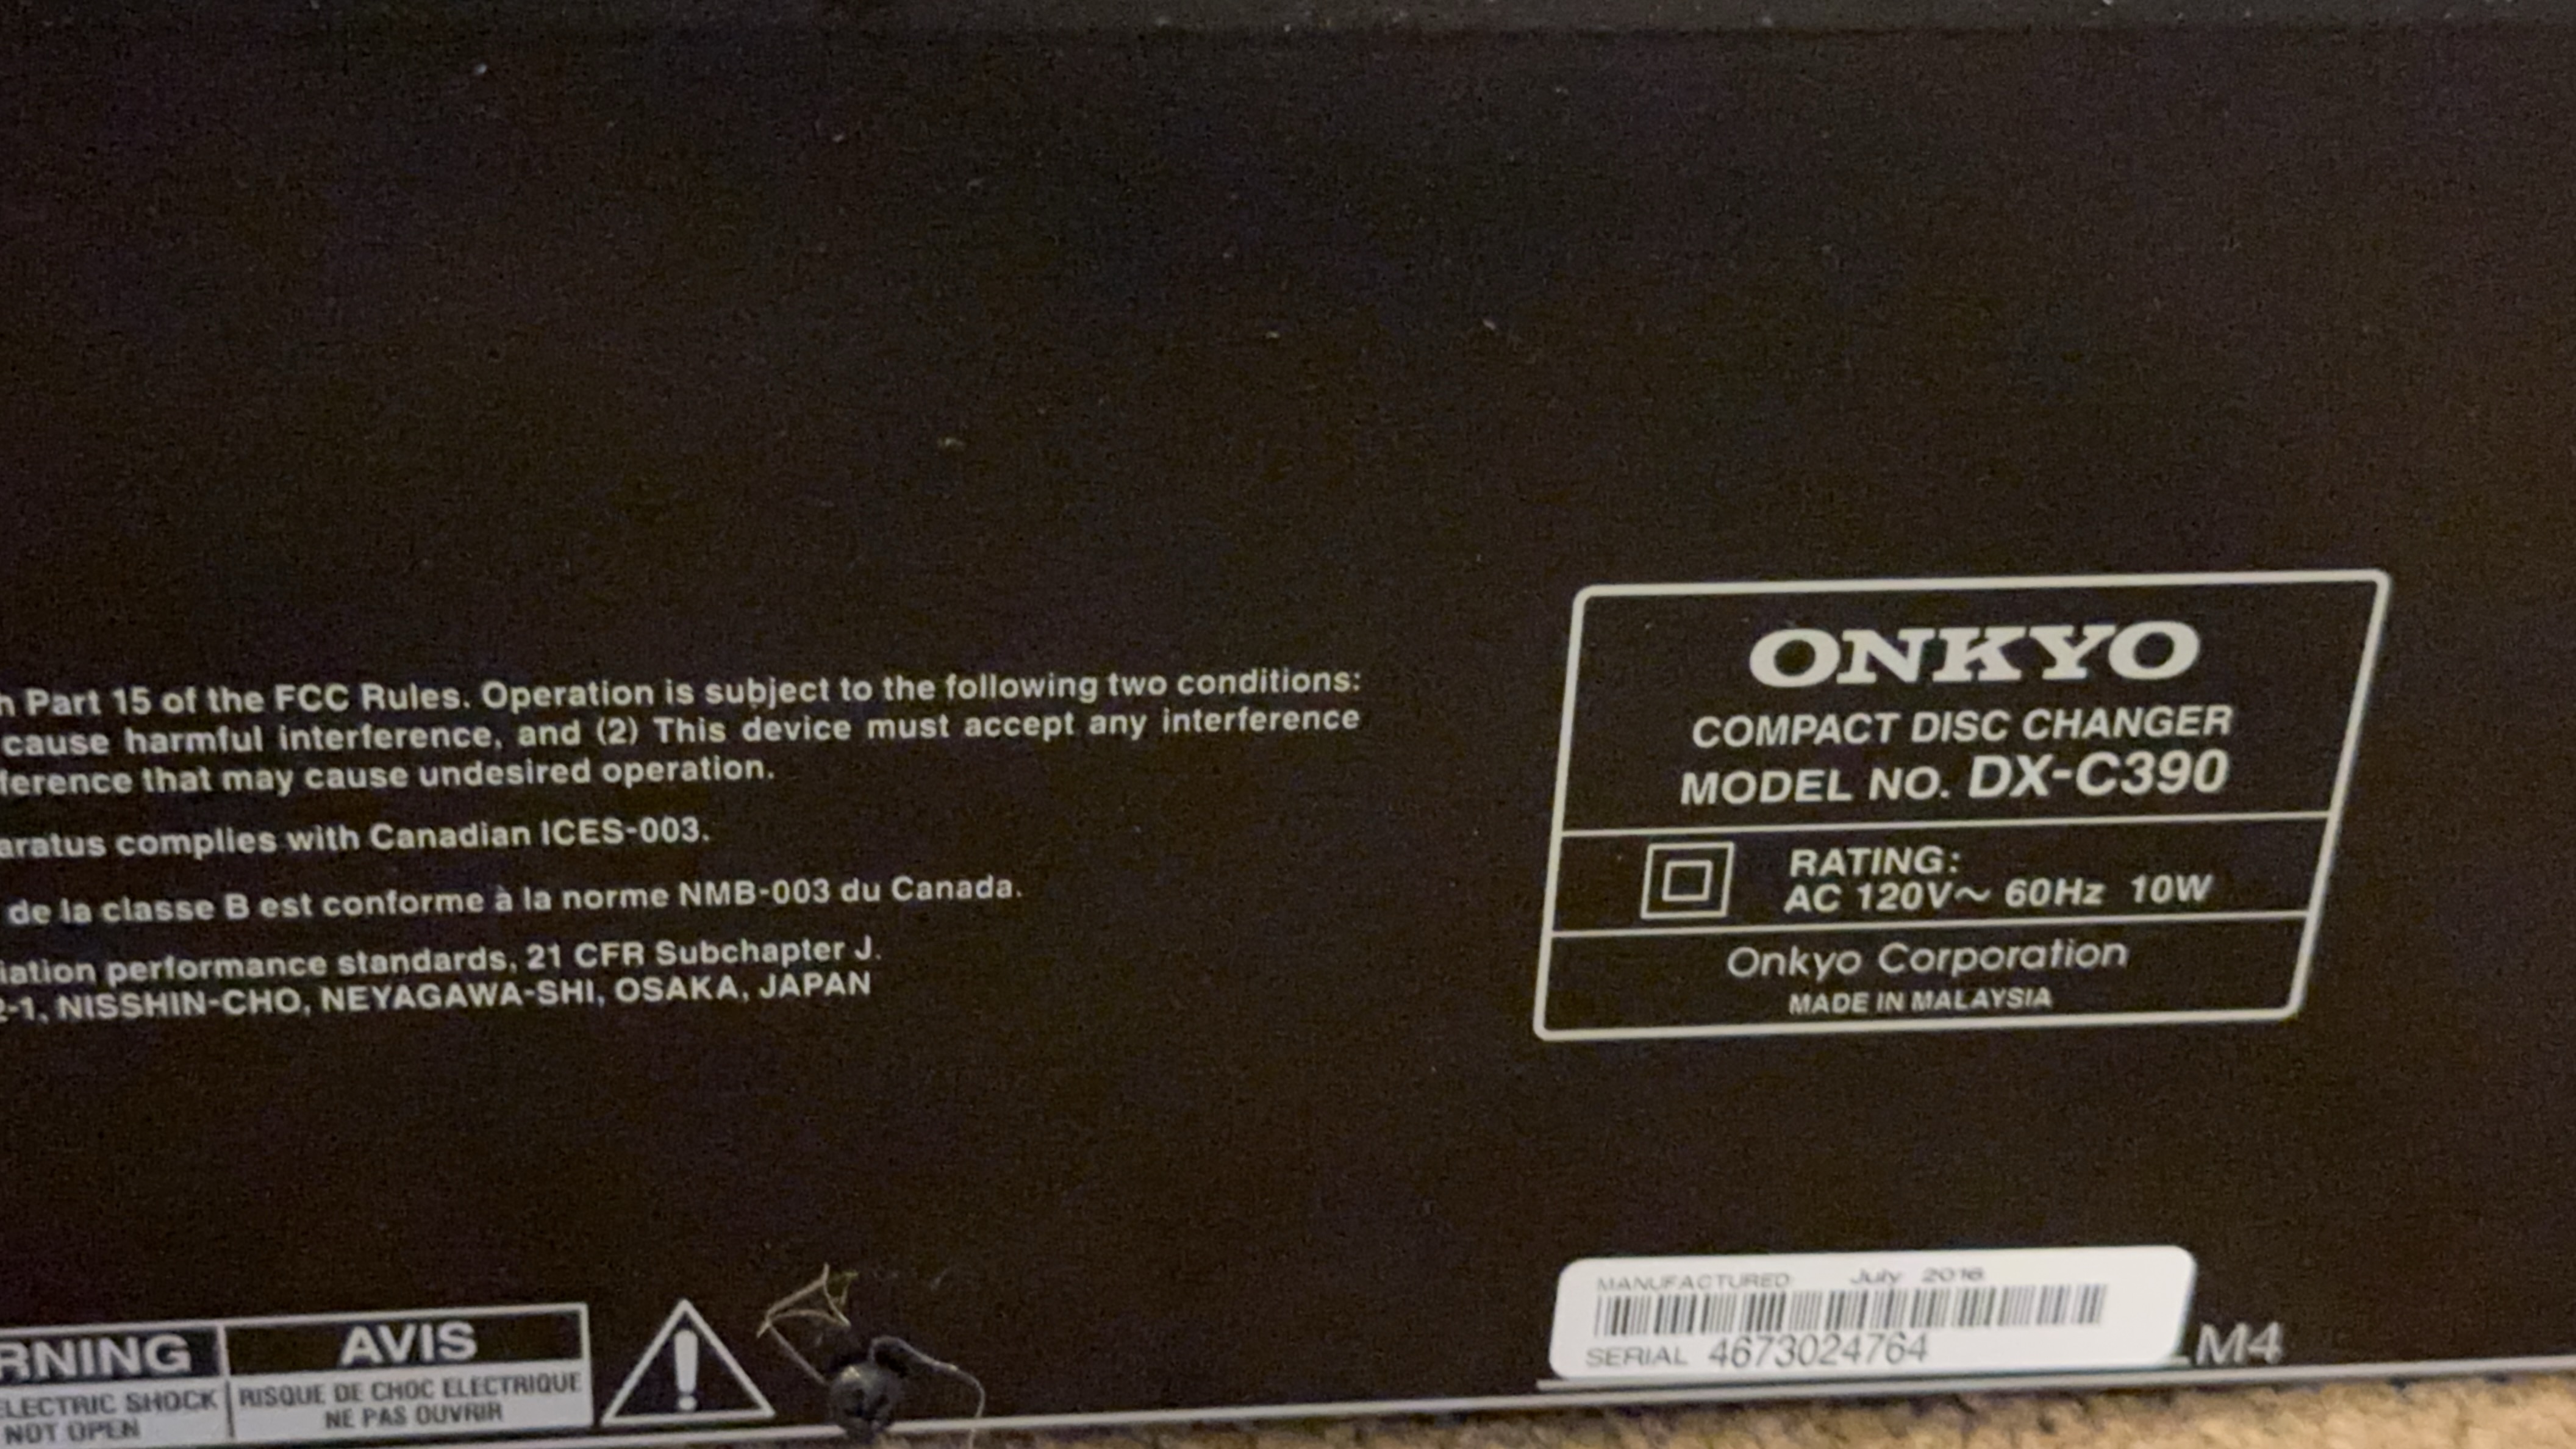 n Part 15 of the FCC Rules. Operation is subject to the following two conditions:
cause harmful interference, and (2) This device must accept any interference
ference that may cause undesired operation.
aratus complies with Canadian ICES-003.
de la classe B est conforme à la norme NMB-003 du Canada.
iation performance standards, 21 CFR Subchapter J.
2-1, NISSHIN-CHO, NEYAGAWA-SHI, OSAKA, JAPAN
ONKYO
COMPACT DISC CHANGER
MODEL NO. DX-C390
RATING:
AC 120V~ 60Hz 10W
Onkyo Corporation
MADE IN MALAYSIA
RNING
ELECTRIC SHOCK
NOT OPEN
AVIS
RISQUE DE CHOC ELECTRIQUE
NE PAS OUVRIR
MANUFACTURED July 2016
SERIAL 4673024764
M4